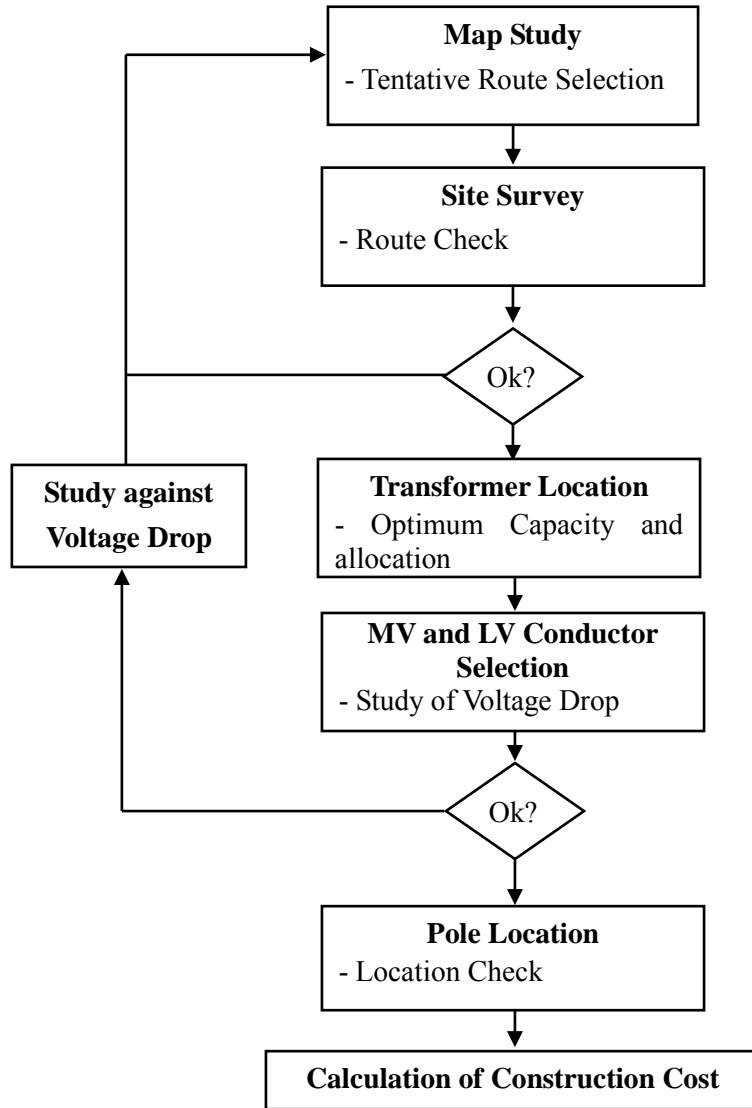 Map Study
- Tentative Route Selection
Site Survey
- Route Check
Ok?
Study against
Voltage Drop
Transformer Location
- Optimum Capacity and
allocation
MV and LV Conductor
Selection
- Study of Voltage Drop
Ok?
Pole Location
- Location Check
Calculation of Construction Cost